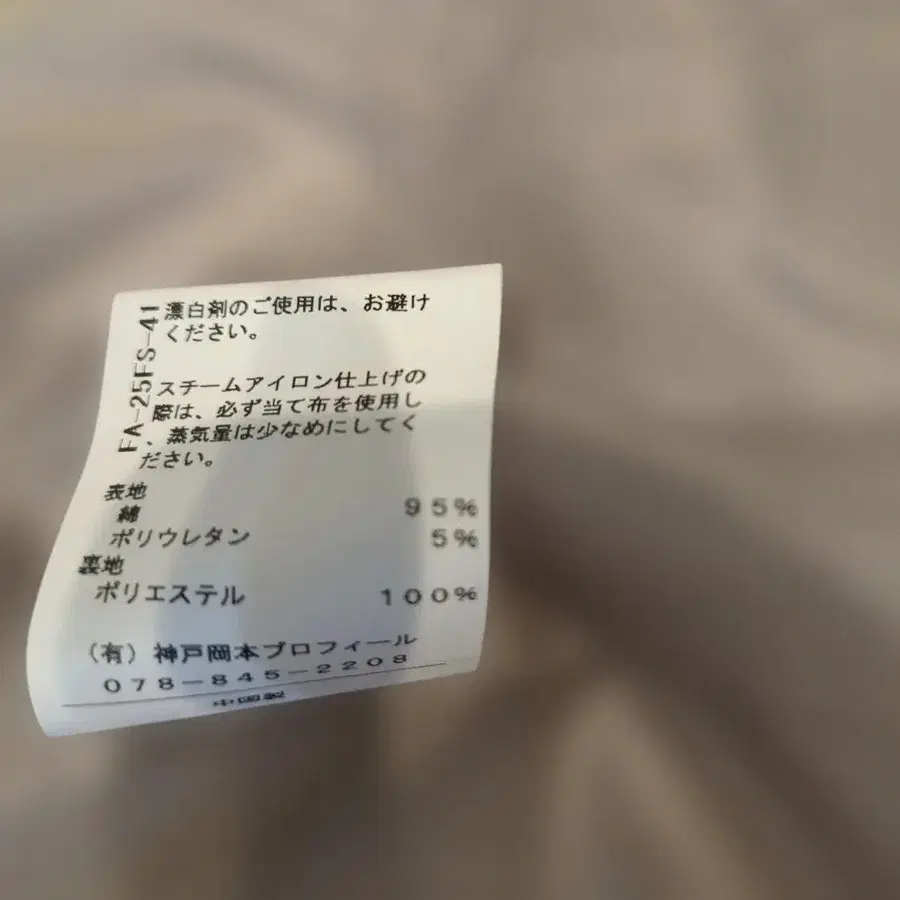 FA-25FS-41
漂白剤のご使用は、お避け
ください。
スチームアイロン仕上げの
際は、必ず当て布を使用し
、蒸気量は少なめにしてく
ださい。
表地
綿 95%
ポリウレタン 5%
裏地
ポリエステル 100%
(有) 神戸岡本プロフィール
078-845-2208
中国製